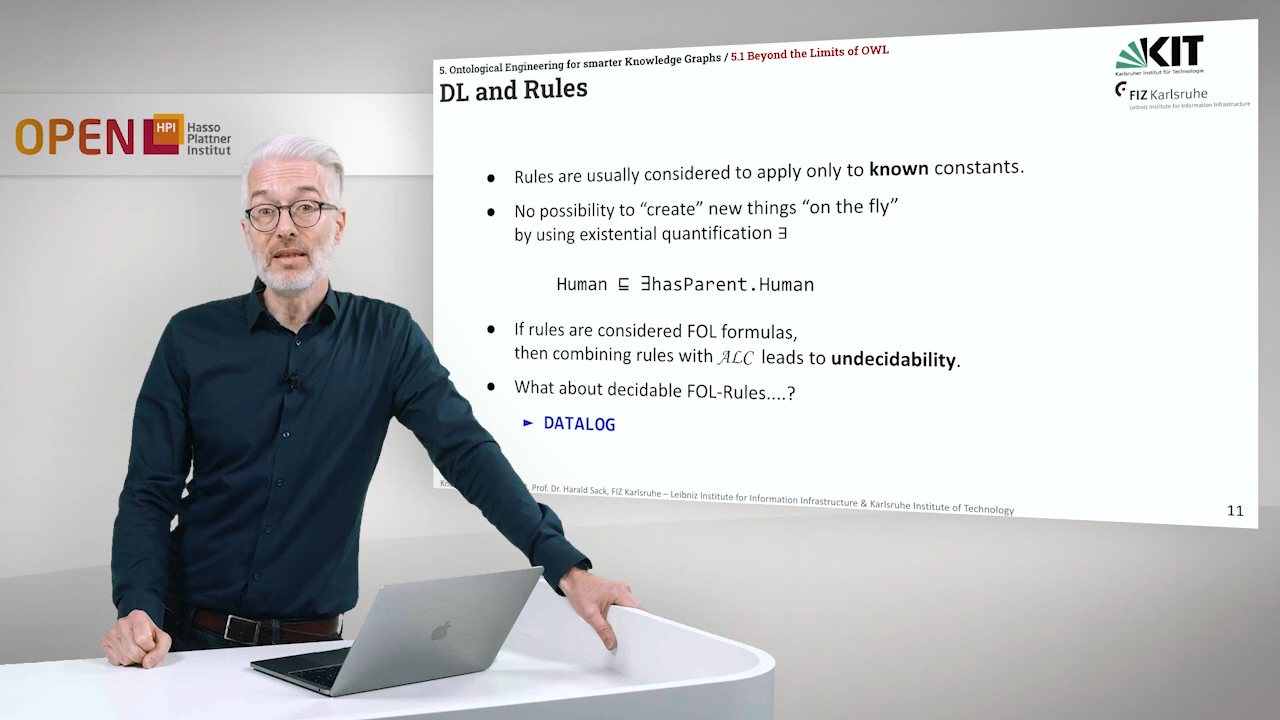 5. Ontological Engineering for smarter Knowledge Graphs / 5.1 Beyond the Limits of OWL
DL and Rules
KIT
Karlsruher Institut für Technologie
FIZ Karlsruhe
Leibniz Institute for Information Infrastructure
OPEN HPI Hasso
Plattner
Institut
● Rules are usually considered to apply only to known constants.
● No possibility to “create” new things “on the fly”
by using existential quantification ∃
Human ⊑ ∃hasParent.Human
● If rules are considered FOL formulas,
then combining rules with ALC leads to undecidability.
● What about decidable FOL-Rules....?
► DATALOG
Prof. Dr. Harald Sack, FIZ Karlsruhe – Leibniz Institute for Information Infrastructure & Karlsruhe Institute of Technology
11